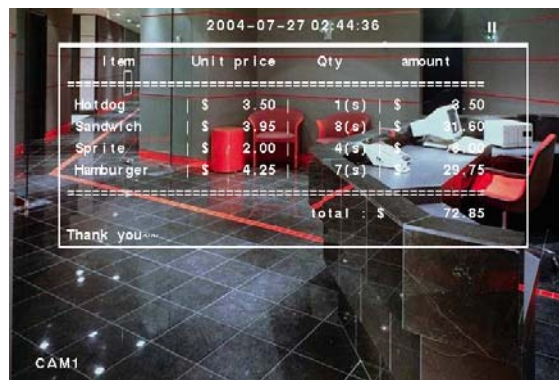 2004-07-27 02:44:36
Item Unit price Qty amount
Hotdog | $ 3.50 | 1(s) | $ 3.50
Sandwich | $ 3.95 | 8(s) | $ 31.60
Sprite | $ 2.00 | 4(s) | $ 8.00
Hamburger | $ 4.25 | 7(s) | $ 29.75
total : $ 72.85
Thank you~~
CAM1